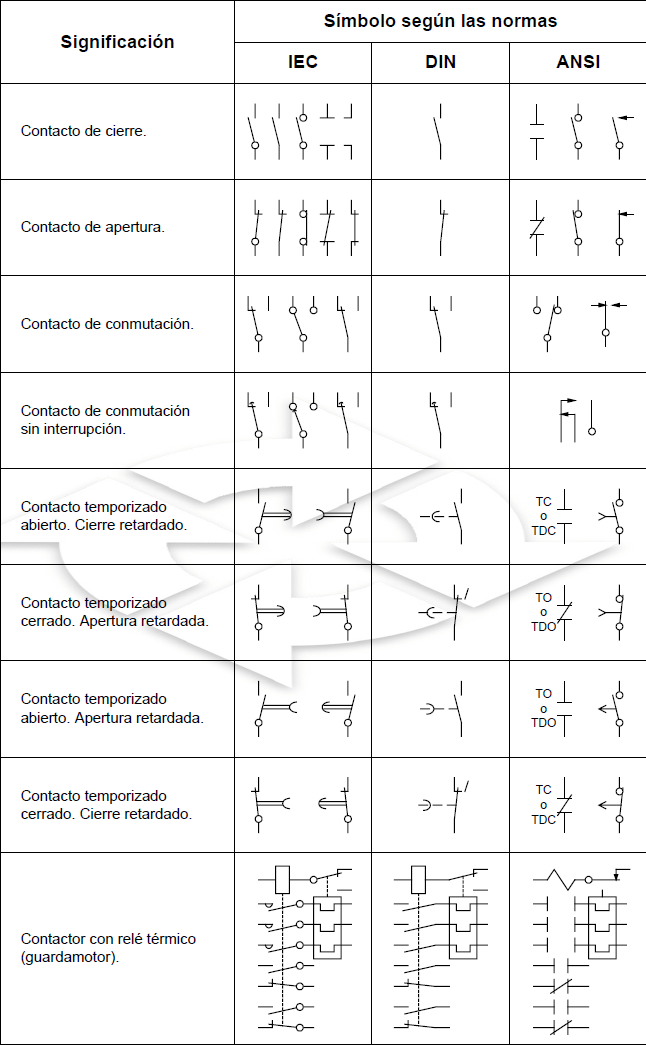 Significación
Símbolo según las normas
IEC
DIN
ANSI
Contacto de cierre.
Contacto de apertura.
Contacto de conmutación.
Contacto de conmutación
sin interrupción.
Contacto temporizado
abierto. Cierre retardado.
TC
o
TDC
Contacto temporizado
cerrado. Apertura retardada.
TO
o
TDO
Contacto temporizado
abierto. Apertura retardada.
TO
o
TDO
Contacto temporizado
cerrado. Cierre retardado.
TC
o
TDC
Contactor con relé térmico
(guardamotor).